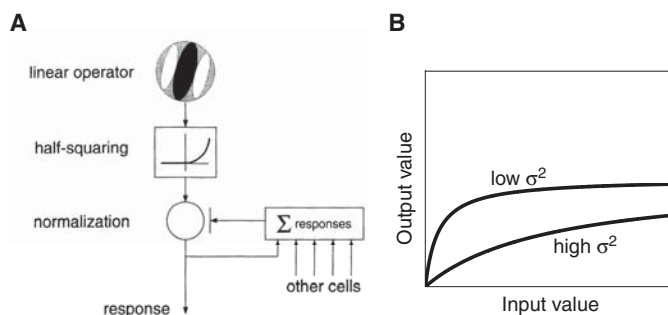 A
linear operator
half-squaring
normalization
Σ responses
other cells
response
B
Output value
low σ²
high σ²
Input value